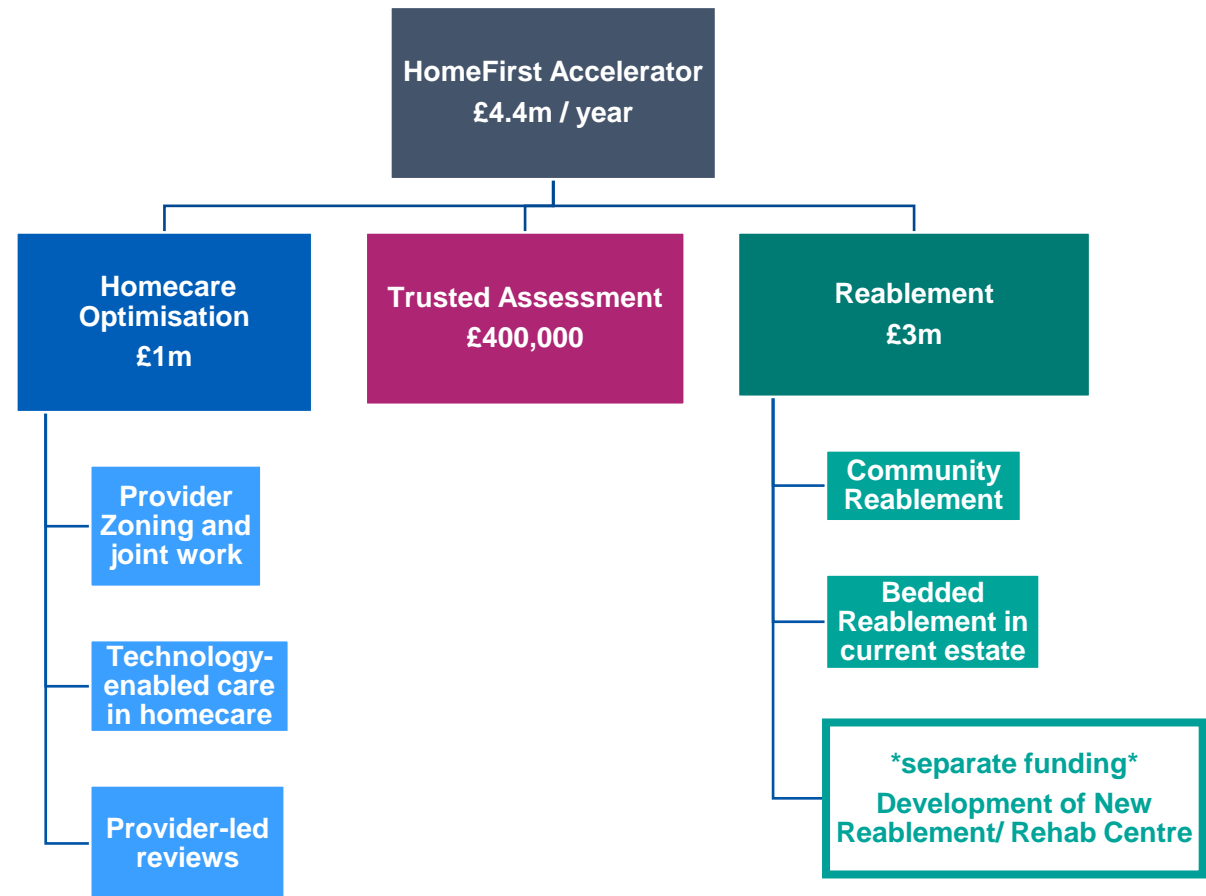 HomeFirst Accelerator
£4.4m / year
Homecare
Optimisation
£1m
Trusted Assessment
£400,000
Reablement
£3m
Provider
Zoning and
joint work
Technology-
enabled care
in homecare
Provider-led
reviews
Community
Reablement
Bedded
Reablement in
current estate
*separate funding*
Development of New
Reablement/ Rehab Centre